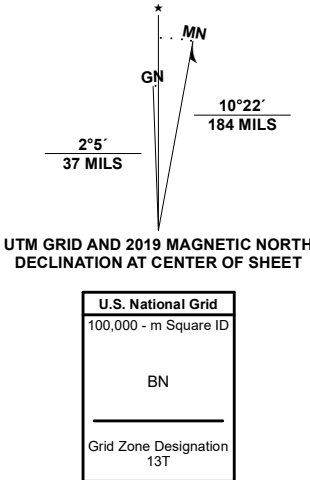 ★
MN
GN
10°22´
184 MILS
2°5´
37 MILS
UTM GRID AND 2019 MAGNETIC NORTH
DECLINATION AT CENTER OF SHEET
U.S. National Grid
100,000 - m Square ID
BN
Grid Zone Designation
13T